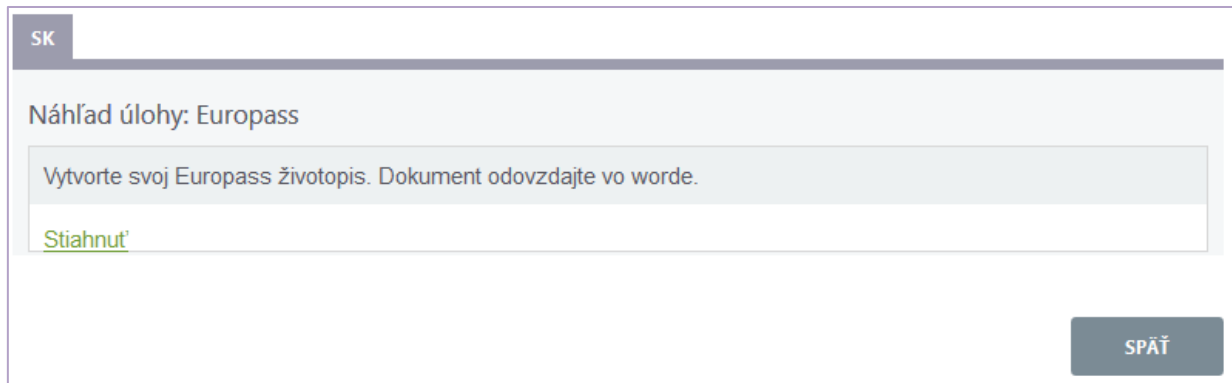 SK
Náhľad úlohy: Europass
Vytvorte svoj Europass životopis. Dokument odovzdajte vo worde.
Stiahnuť
SPÄŤ